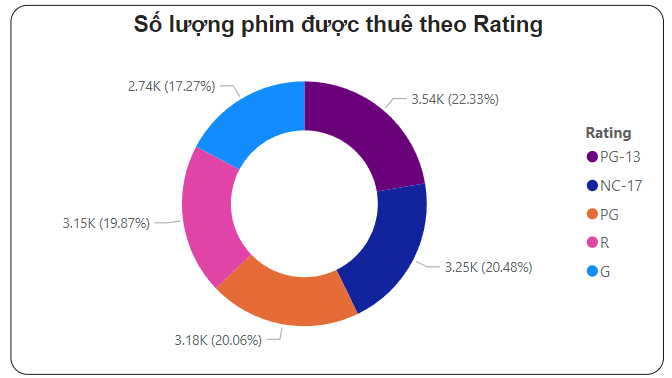 Số lượng phim được thuê theo Rating
2.74K (17.27%)
3.54K (22.33%)
3.15K (19.87%)
3.25K (20.48%)
3.18K (20.06%)
Rating
PG-13
NC-17
PG
R
G